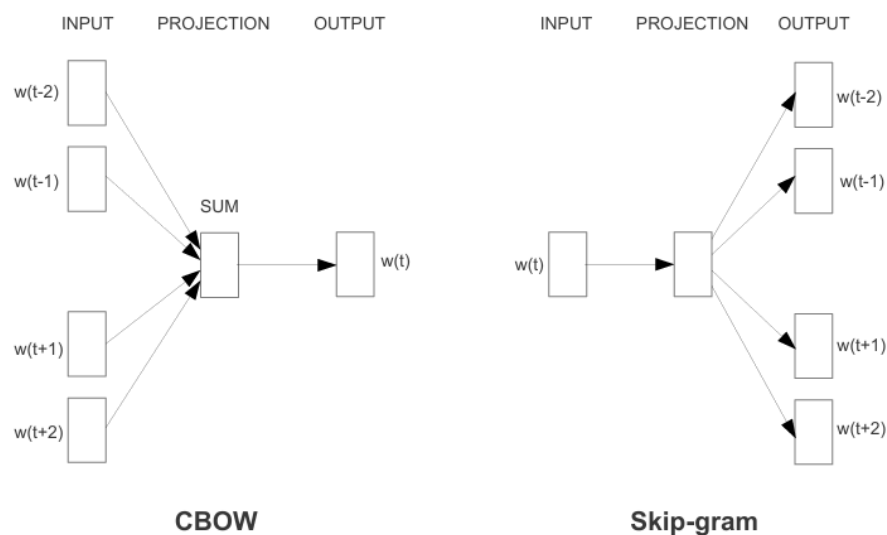 INPUT PROJECTION OUTPUT
w(t-2)
w(t-1)
SUM
w(t)
w(t+1)
w(t+2)
CBOW
INPUT PROJECTION OUTPUT
w(t-2)
w(t-1)
w(t)
w(t+1)
w(t+2)
Skip-gram